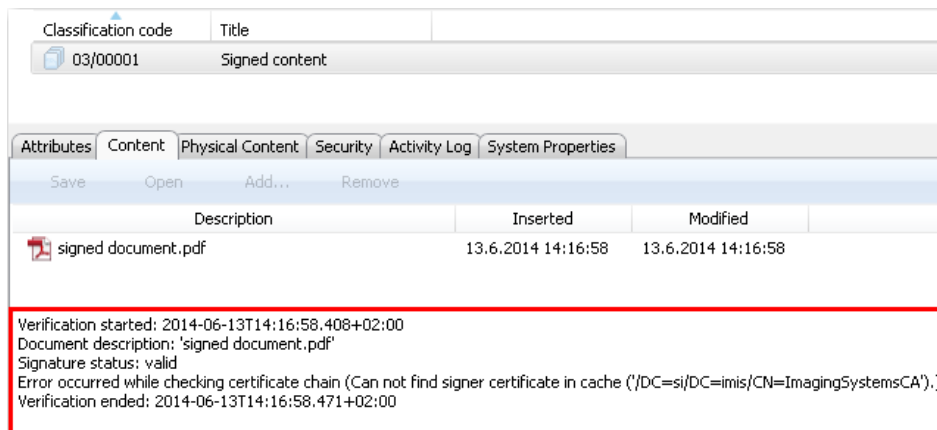 Classification code Title
03/00001 Signed content
Attributes Content Physical Content Security Activity Log System Properties
Save Open Add... Remove
Description Inserted Modified
signed document.pdf 13.6.2014 14:16:58 13.6.2014 14:16:58
Verification started: 2014-06-13T14:16:58.408+02:00
Document description: 'signed document.pdf'
Signature status: valid
Error occurred while checking certificate chain (Can not find signer certificate in cache ('/DC=si/DC=imis/CN=ImagingSystemsCA').)
Verification ended: 2014-06-13T14:16:58.471+02:00